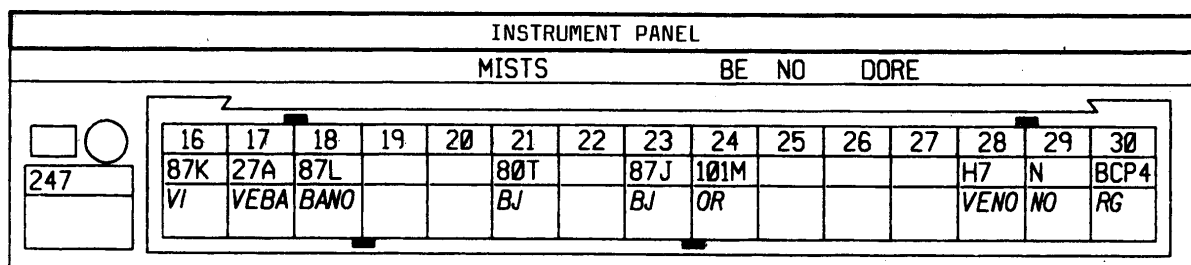 INSTRUMENT PANEL
MISTS BE NO DORE
16 17 18 19 20 21 22 23 24 25 26 27 28 29 30
247 87K 27A 87L 80T 87J 101M H7 N BCP4
VI VEBA BANO BJ BJ OR VENO NO RG